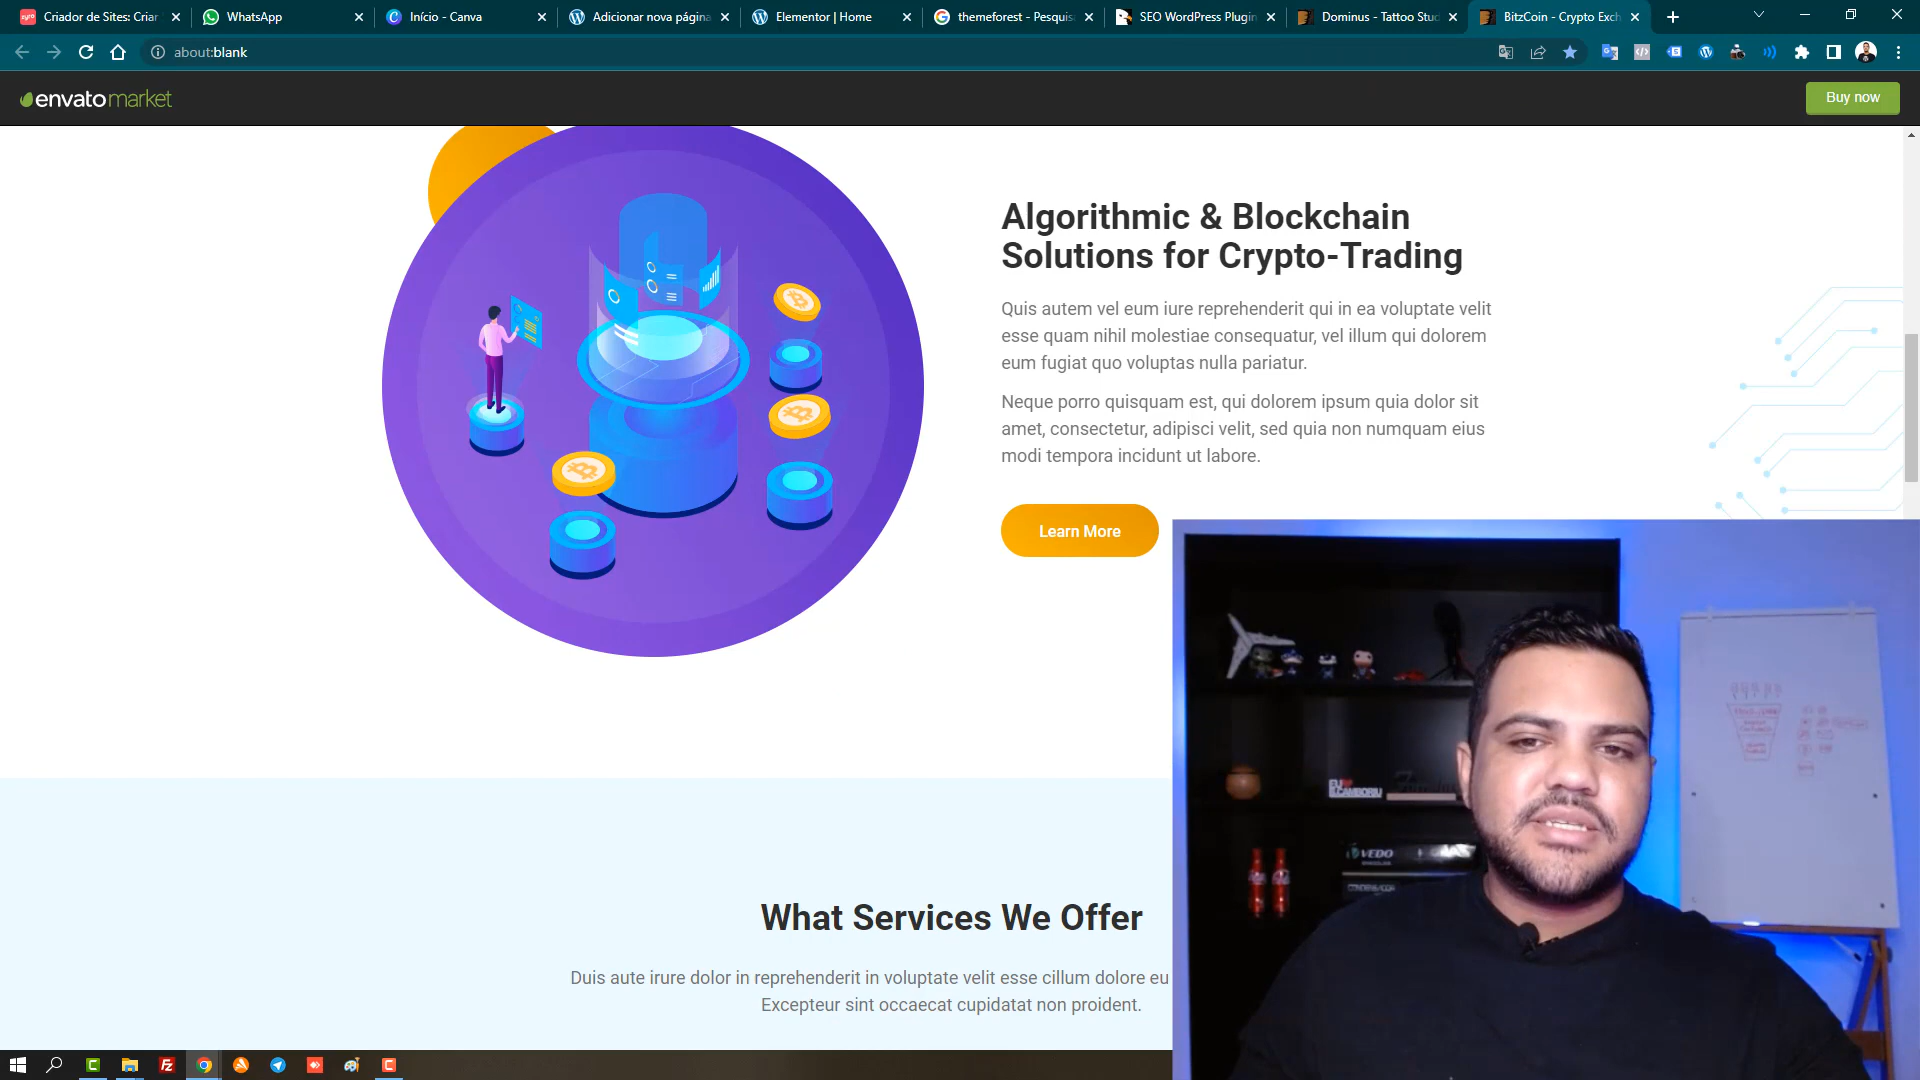 Criador de Sites: Criar
WhatsApp
Início - Canva
Adicionar nova página
Elementor | Home
themeforest - Pesquis
SEO WordPress Plugin
Dominus - Tattoo Stud
BitzCoin - Crypto Exch
about:blank
envatomarket
Buy now
Algorithmic & Blockchain
Solutions for Crypto-Trading
Quis autem vel eum iure reprehenderit qui in ea voluptate velit
esse quam nihil molestiae consequatur, vel illum qui dolorem
eum fugiat quo voluptas nulla pariatur.
Neque porro quisquam est, qui dolorem ipsum quia dolor sit
amet, consectetur, adipisci velit, sed quia non numquam eius
modi tempora incidunt ut labore.
Learn More
What Services We Offer
Duis aute irure dolor in reprehenderit in voluptate velit esse cillum dolore eu
Excepteur sint occaecat cupidatat non proident.
EU
B.CAMBORIU
VEDO